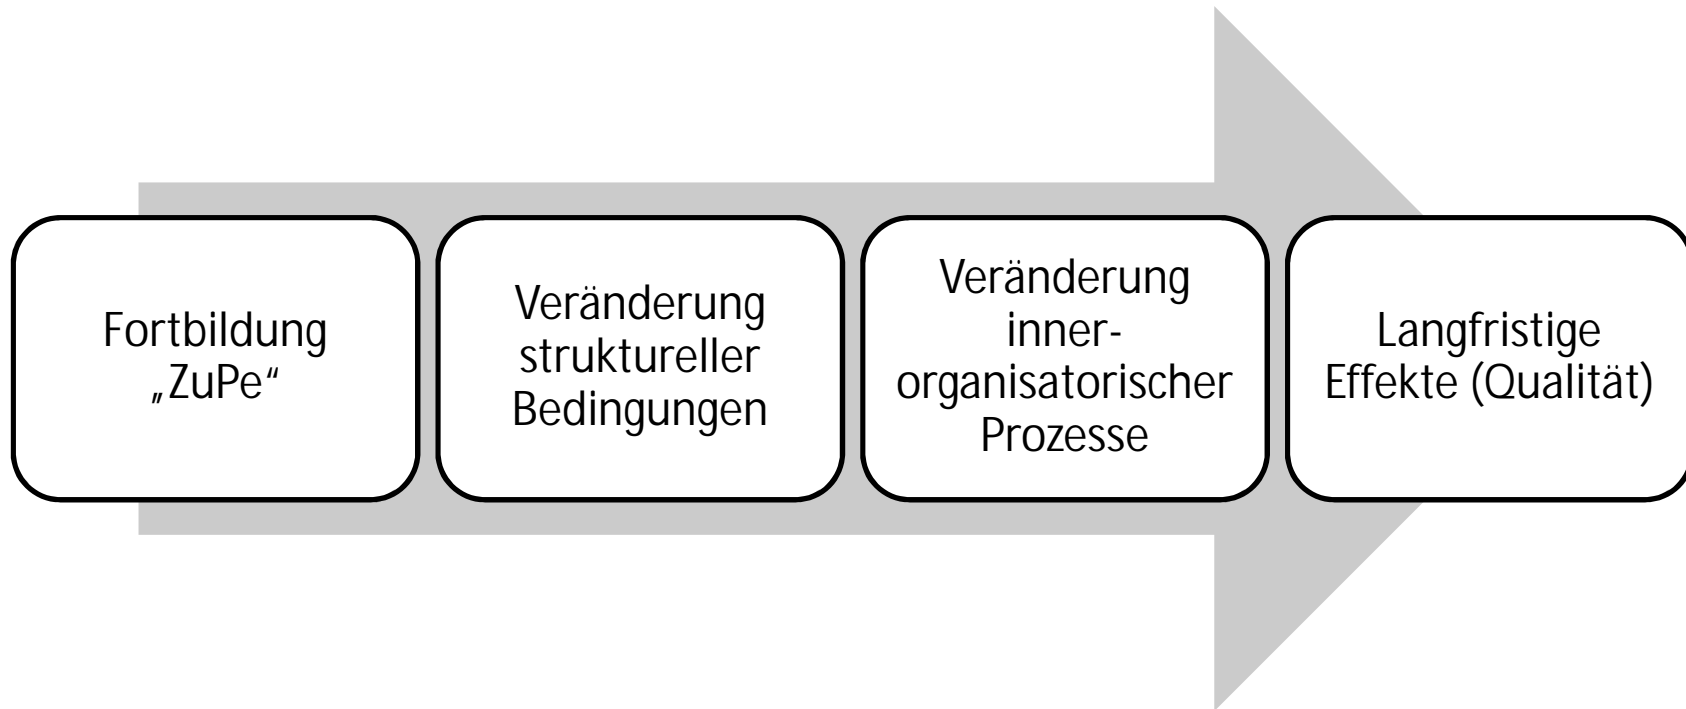 Fortbildung
„ZuPe“
Veränderung
struktureller
Bedingungen
Veränderung
inner-
organisatorischer
Prozesse
Langfristige
Effekte (Qualität)